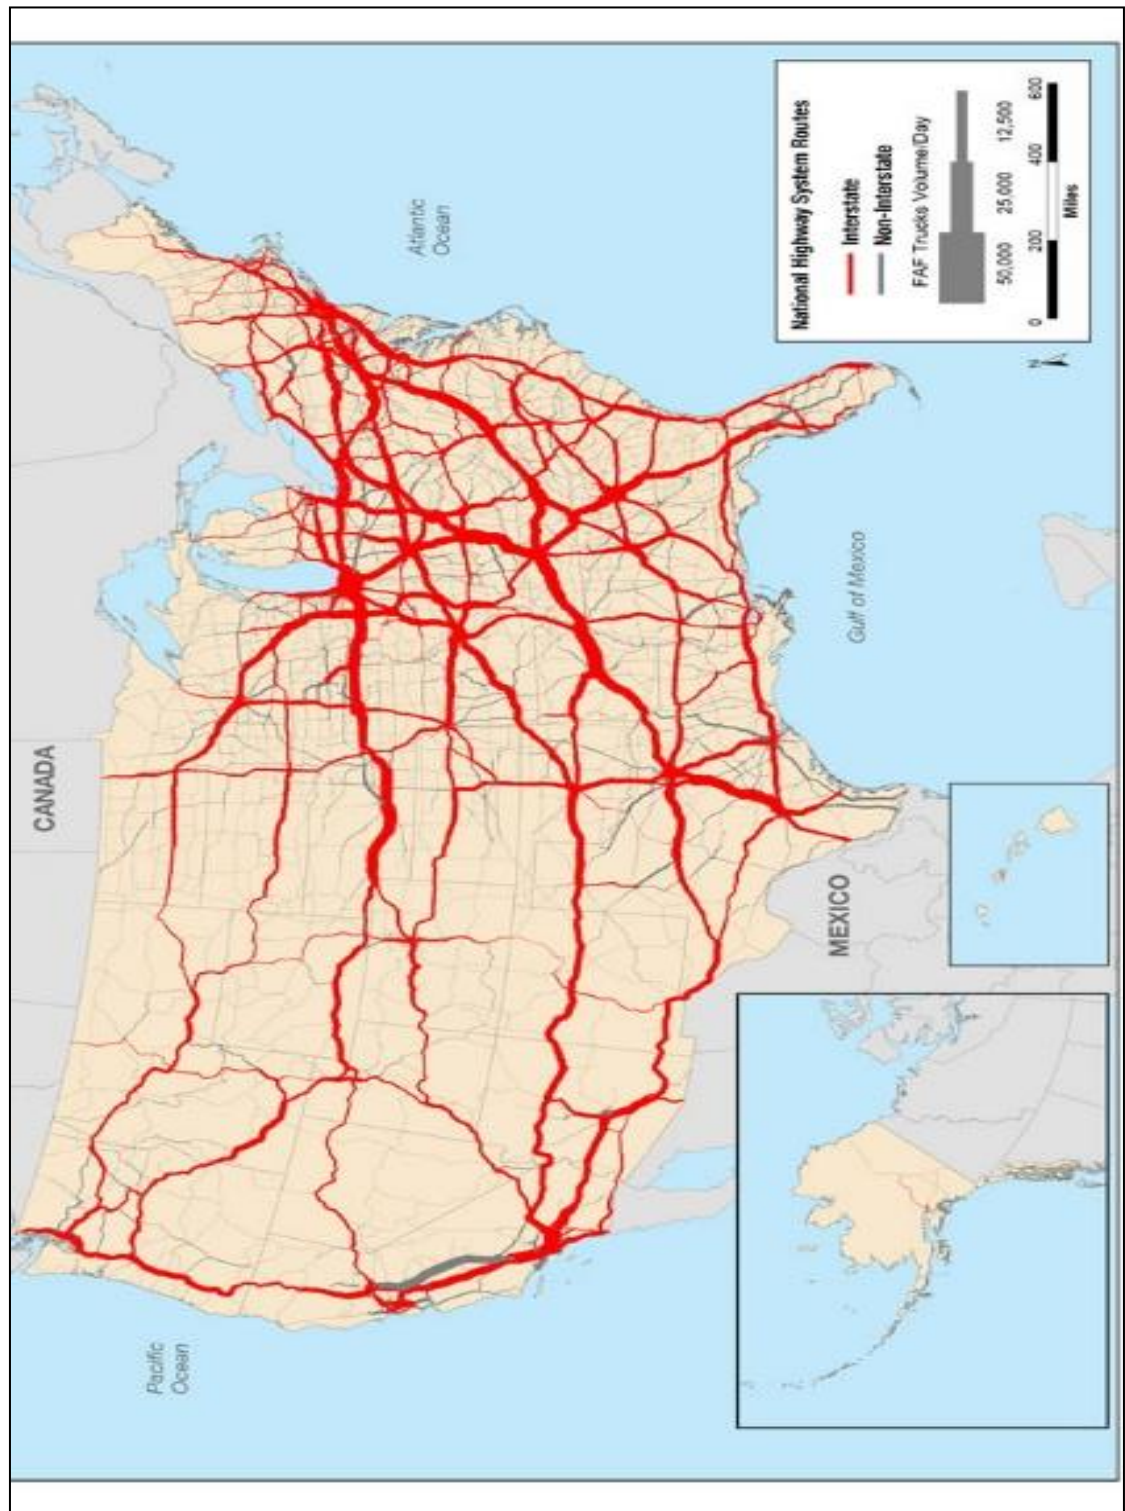 CANADA
Pacific
Ocean
Atlantic
Ocean
Gulf of Mexico
MEXICO
National Highway System Routes
Interstate
Non-Interstate
FAF Trucks Volume/Day
50,000 25,000 12,500
0 200 400 600
Miles
N